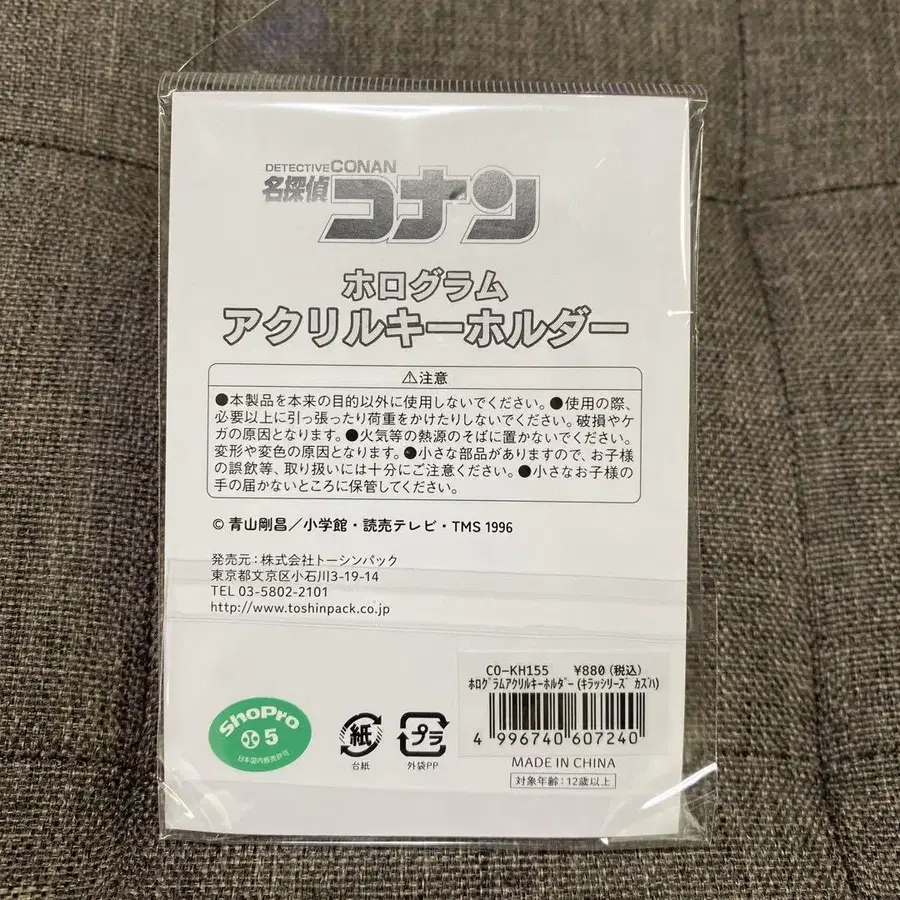 DETECTIVE CONAN
名探偵コナン
ホログラム
アクリルキーホルダー
⚠注意
●本製品を本来の目的以外に使用しないでください。●使用の際、
必要以上に引っ張ったり荷重をかけたりしないでください。破損やケ
ガの原因となります。●火気等の熱源のそばに置かないでください。
変形や変色の原因となります。●小さな部品がありますので、お子様
の誤飲等、取り扱いには十分にご注意ください。●小さなお子様の
手の届かないところに保管してください。
© 青山剛昌／小学館・読売テレビ・TMS 1996
発売元：株式会社トーシンパック
東京都文京区小石川3-19-14
TEL 03-5802-2101
http://www.toshinpack.co.jp
CO-KH155 ¥880(税込)
ﾎﾛｸﾞﾗﾑｱｸﾘﾙｷｰﾎﾙﾀﾞｰ(ｷﾗｯｼﾘｰｽﾞ ｶｽﾞﾊ)
4 996740 607240
MADE IN CHINA
対象年齢：12歳以上
ShoPro
5
日本国内販売許可
紙
台紙
プラ
外袋PP